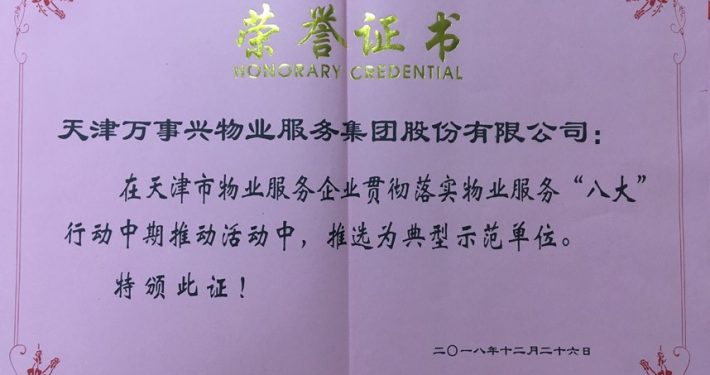 荣誉证书
HONORARY CREDENTIAL
天津万事兴物业服务集团股份有限公司：
在天津市物业服务企业贯彻落实物业服务“八大”
行动中期推动活动中，推选为典型示范单位。
特颁此证！
二〇一八年十二月二十六日